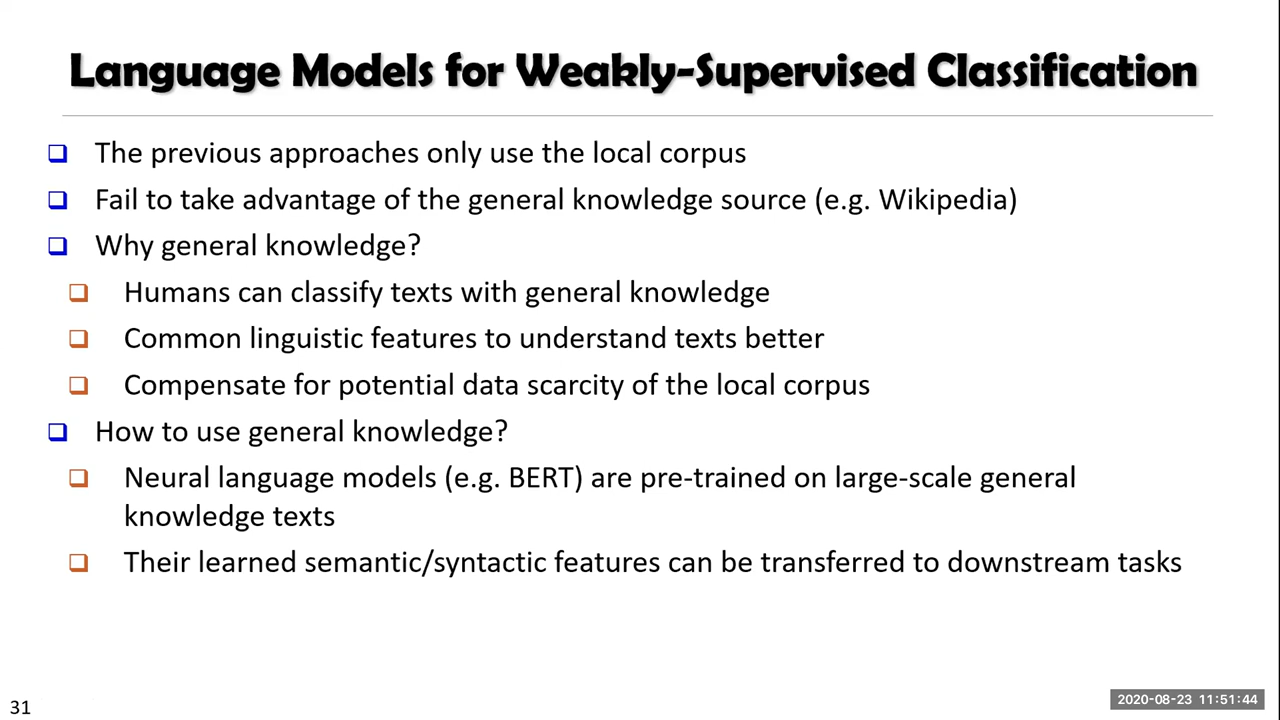 Language Models for Weakly-Supervised Classification
The previous approaches only use the local corpus
Fail to take advantage of the general knowledge source (e.g. Wikipedia)
Why general knowledge?
Humans can classify texts with general knowledge
Common linguistic features to understand texts better
Compensate for potential data scarcity of the local corpus
How to use general knowledge?
Neural language models (e.g. BERT) are pre-trained on large-scale general
knowledge texts
Their learned semantic/syntactic features can be transferred to downstream tasks
31
2020-08-23 11:51:44